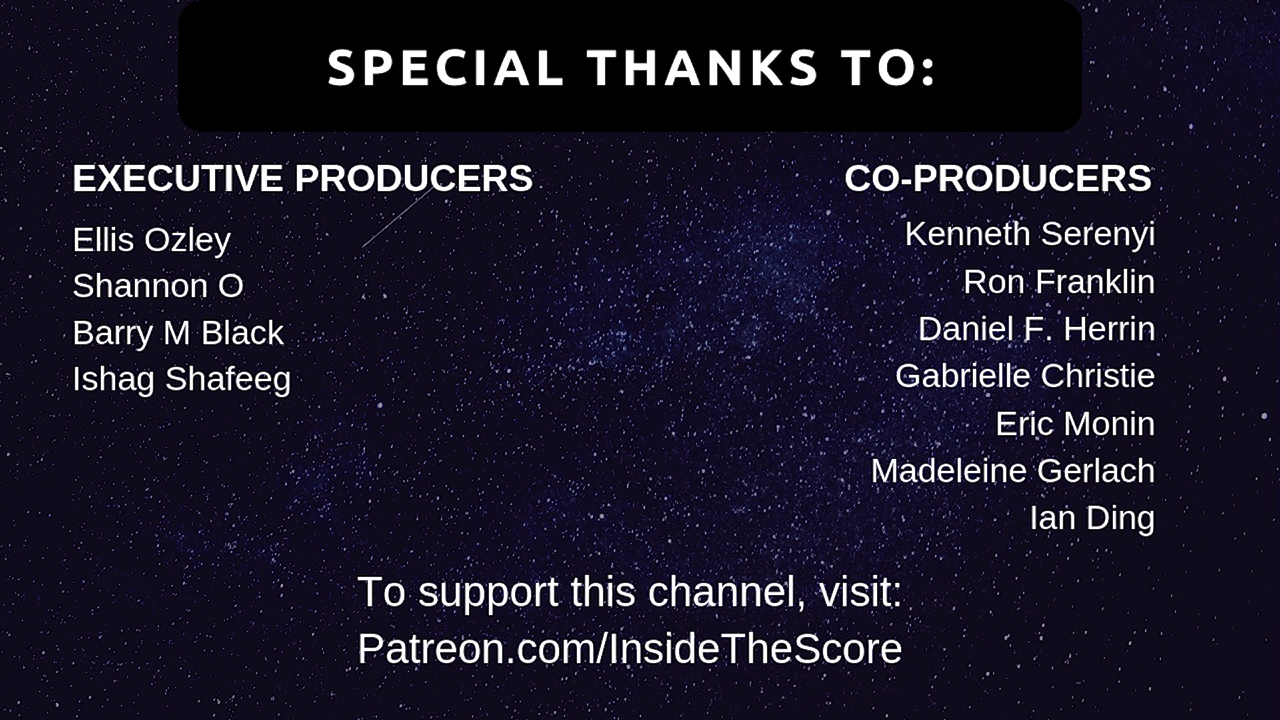 SPECIAL THANKS TO:
EXECUTIVE PRODUCERS
Ellis Ozley
Shannon O
Barry M Black
Ishag Shafeeg
CO-PRODUCERS
Kenneth Serenyi
Ron Franklin
Daniel F. Herrin
Gabrielle Christie
Eric Monin
Madeleine Gerlach
Ian Ding
To support this channel, visit:
Patreon.com/InsideTheScore